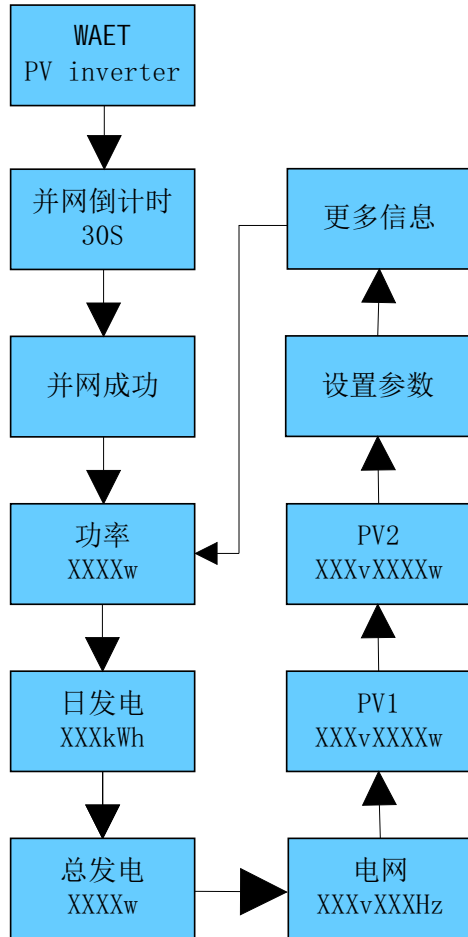 WAET
PV inverter
并网倒计时
30S
并网成功
功率
XXXXw
日发电
XXXkWh
总发电
XXXXw
电网
XXXvXXXHz
PV1
XXXvXXXXw
PV2
XXXvXXXXw
设置参数
更多信息